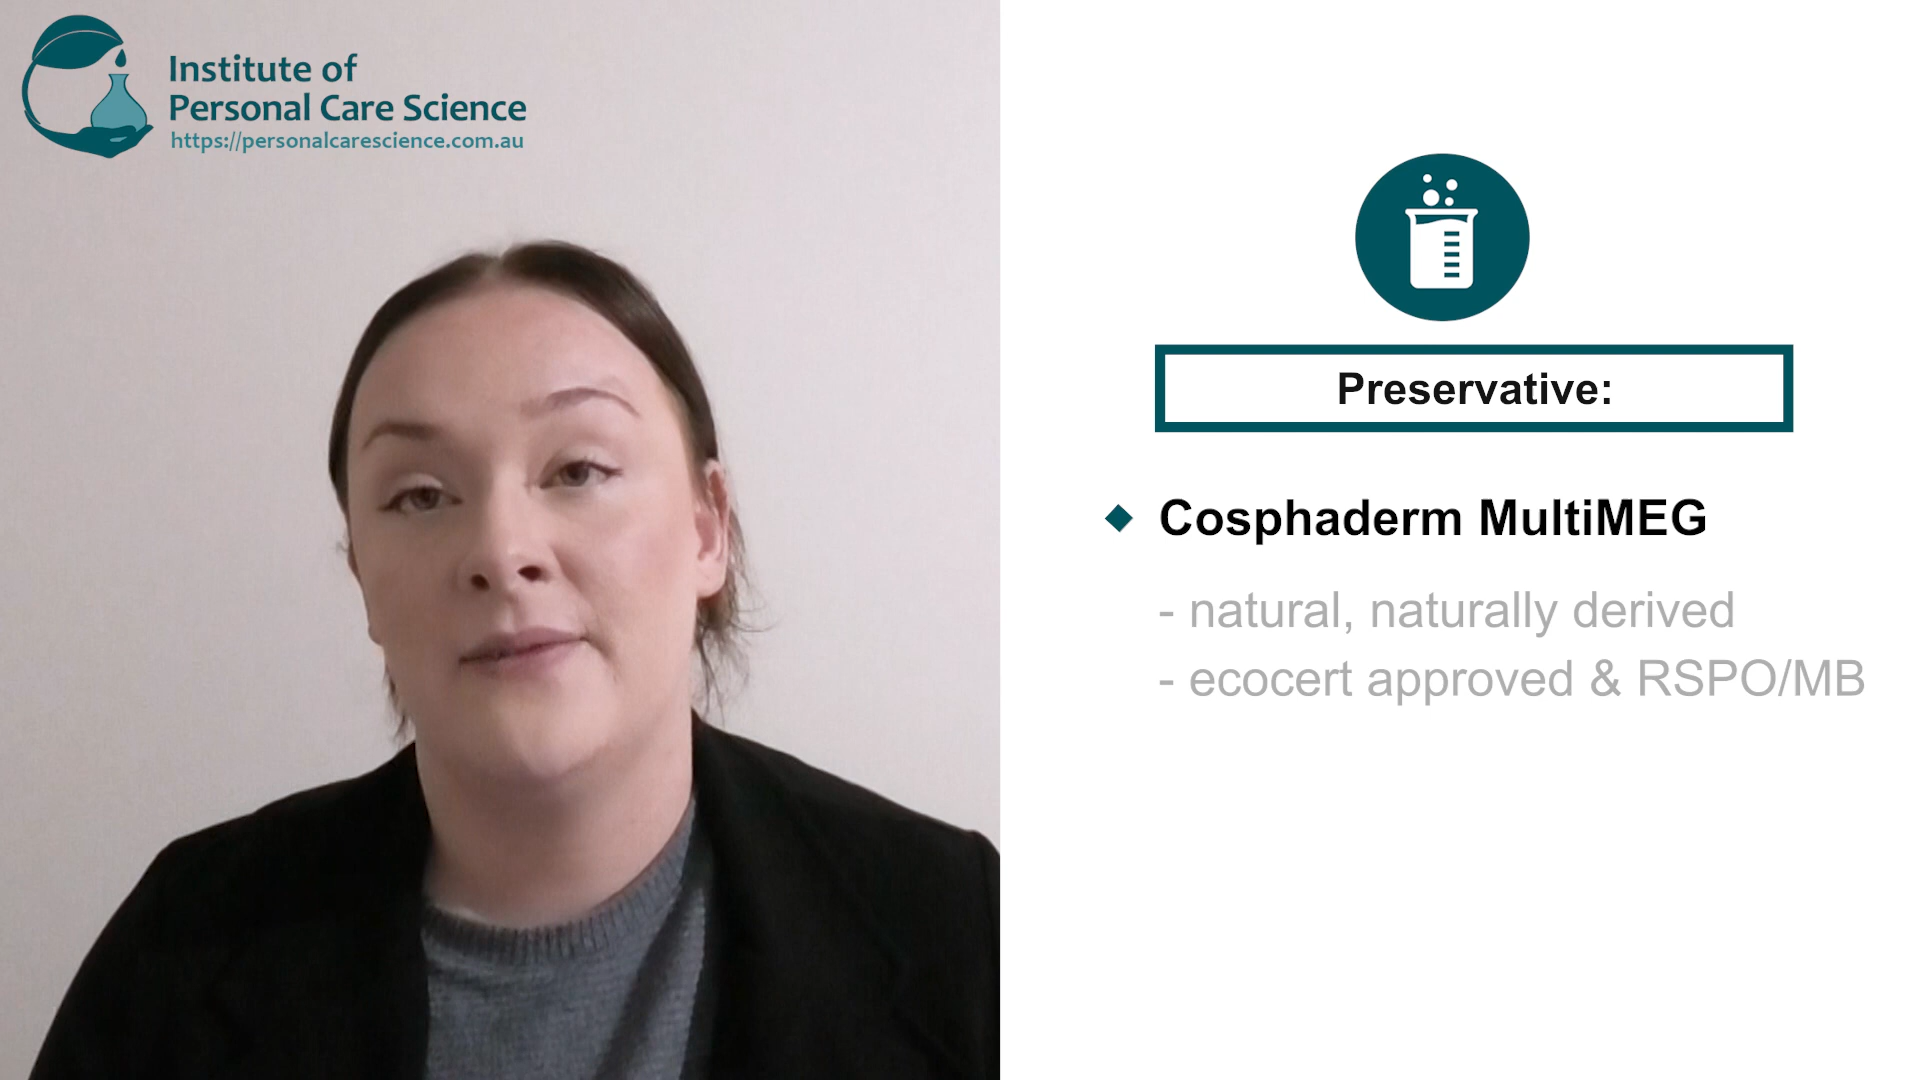 Institute of
Personal Care Science
https://personalcarescience.com.au
Preservative:
Cosphaderm MultiMEG
- natural, naturally derived
- ecocert approved & RSPO/MB